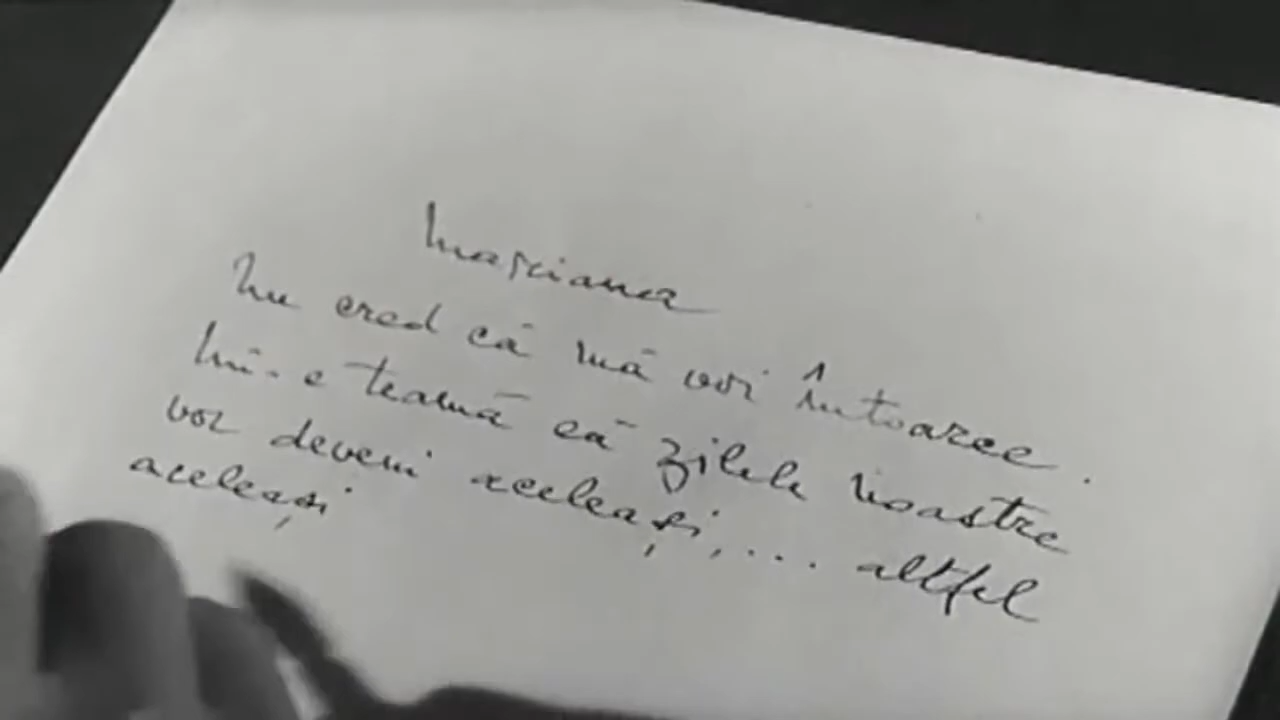 Mariana
Nu cred că mă voi întoarce.
Mi-e teamă că zilele noastre
vor deveni aceleași,... altfel
aceleași